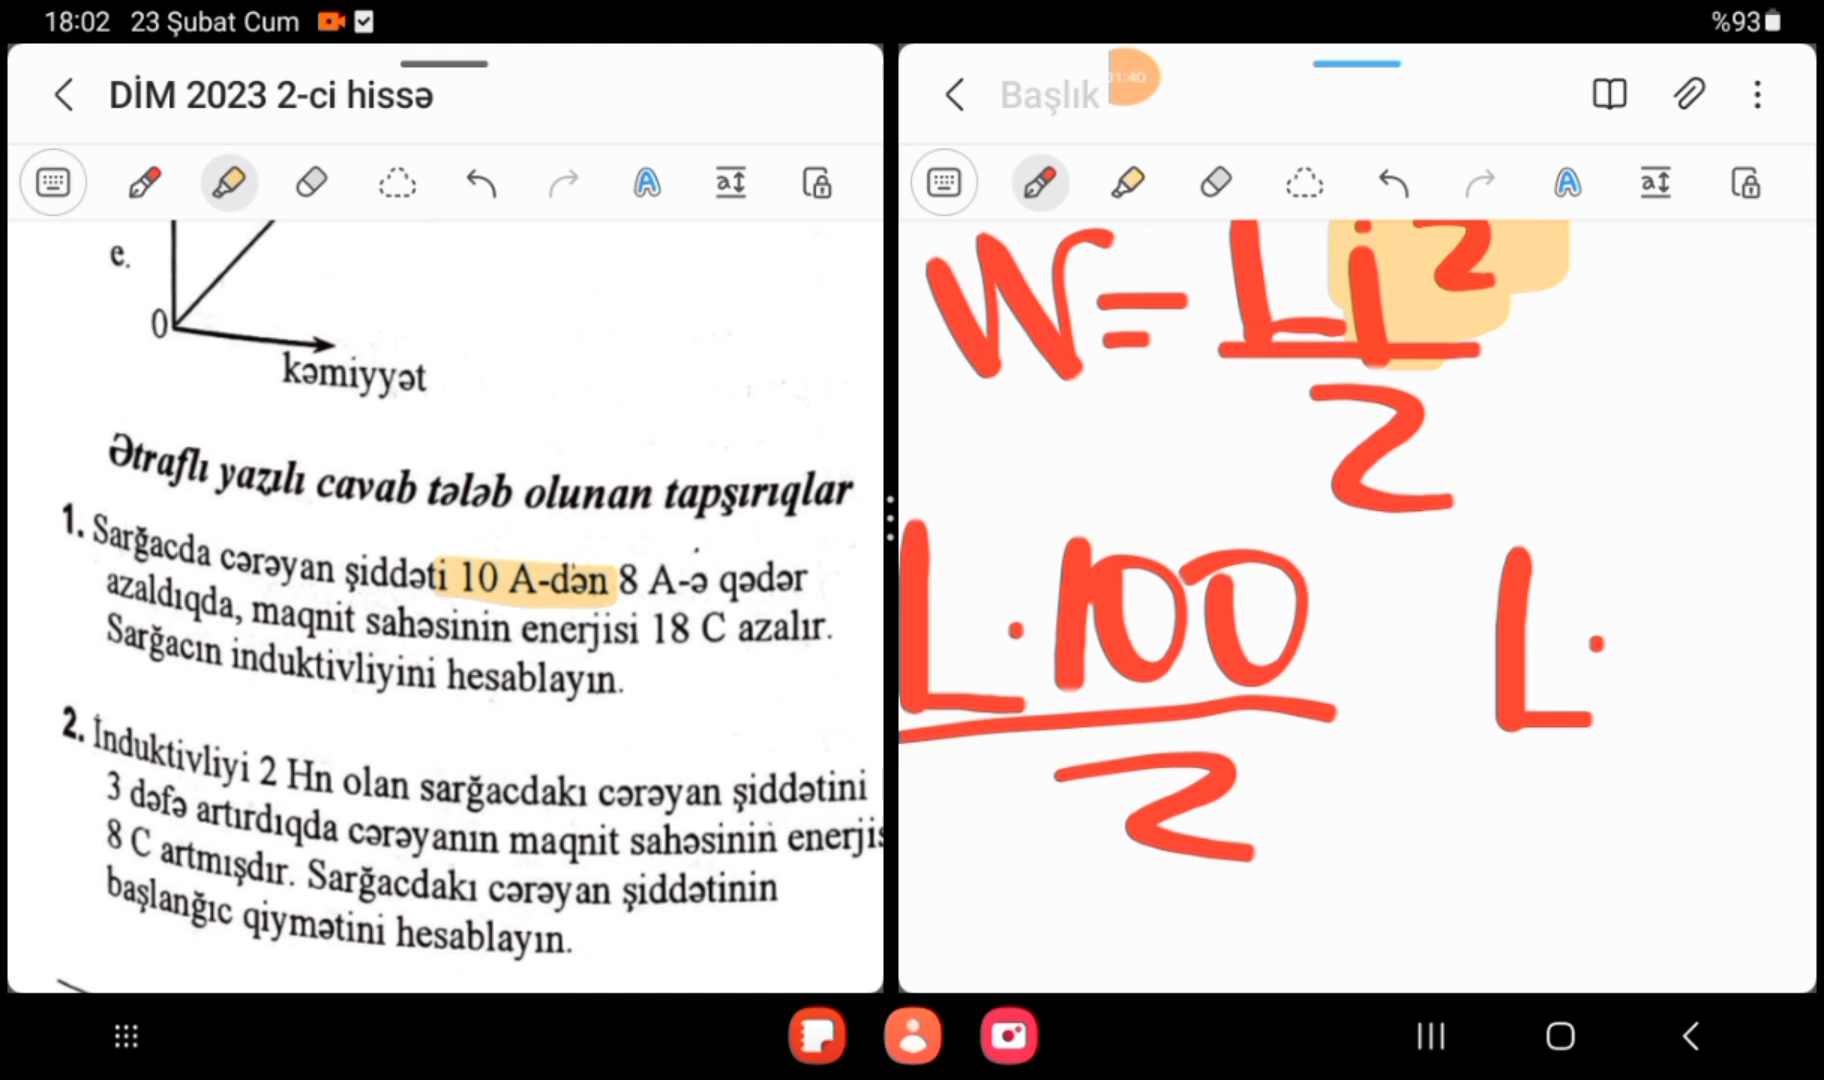 18:02 23 Şubat Cum
%93
DİM 2023 2-ci hissə
e.
0
kəmiyyət
Ətraflı yazılı cavab tələb olunan tapşırıqlar
1. Sarğacda cərəyan şiddəti 10 A-dən 8 A-ə qədər
azaldıqda, maqnit sahəsinin enerjisi 18 C azalır.
Sarğacın induktivliyini hesablayın.
2. İnduktivliyi 2 Hn olan sarğacdakı cərəyan şiddətini
3 dəfə artırdıqda cərəyanın maqnit sahəsinin enerjis
8 C artmışdır. Sarğacdakı cərəyan şiddətinin
başlanğıc qiymətini hesablayın.
Başlık
01:40
W = Li²
2
L·100
2
L·